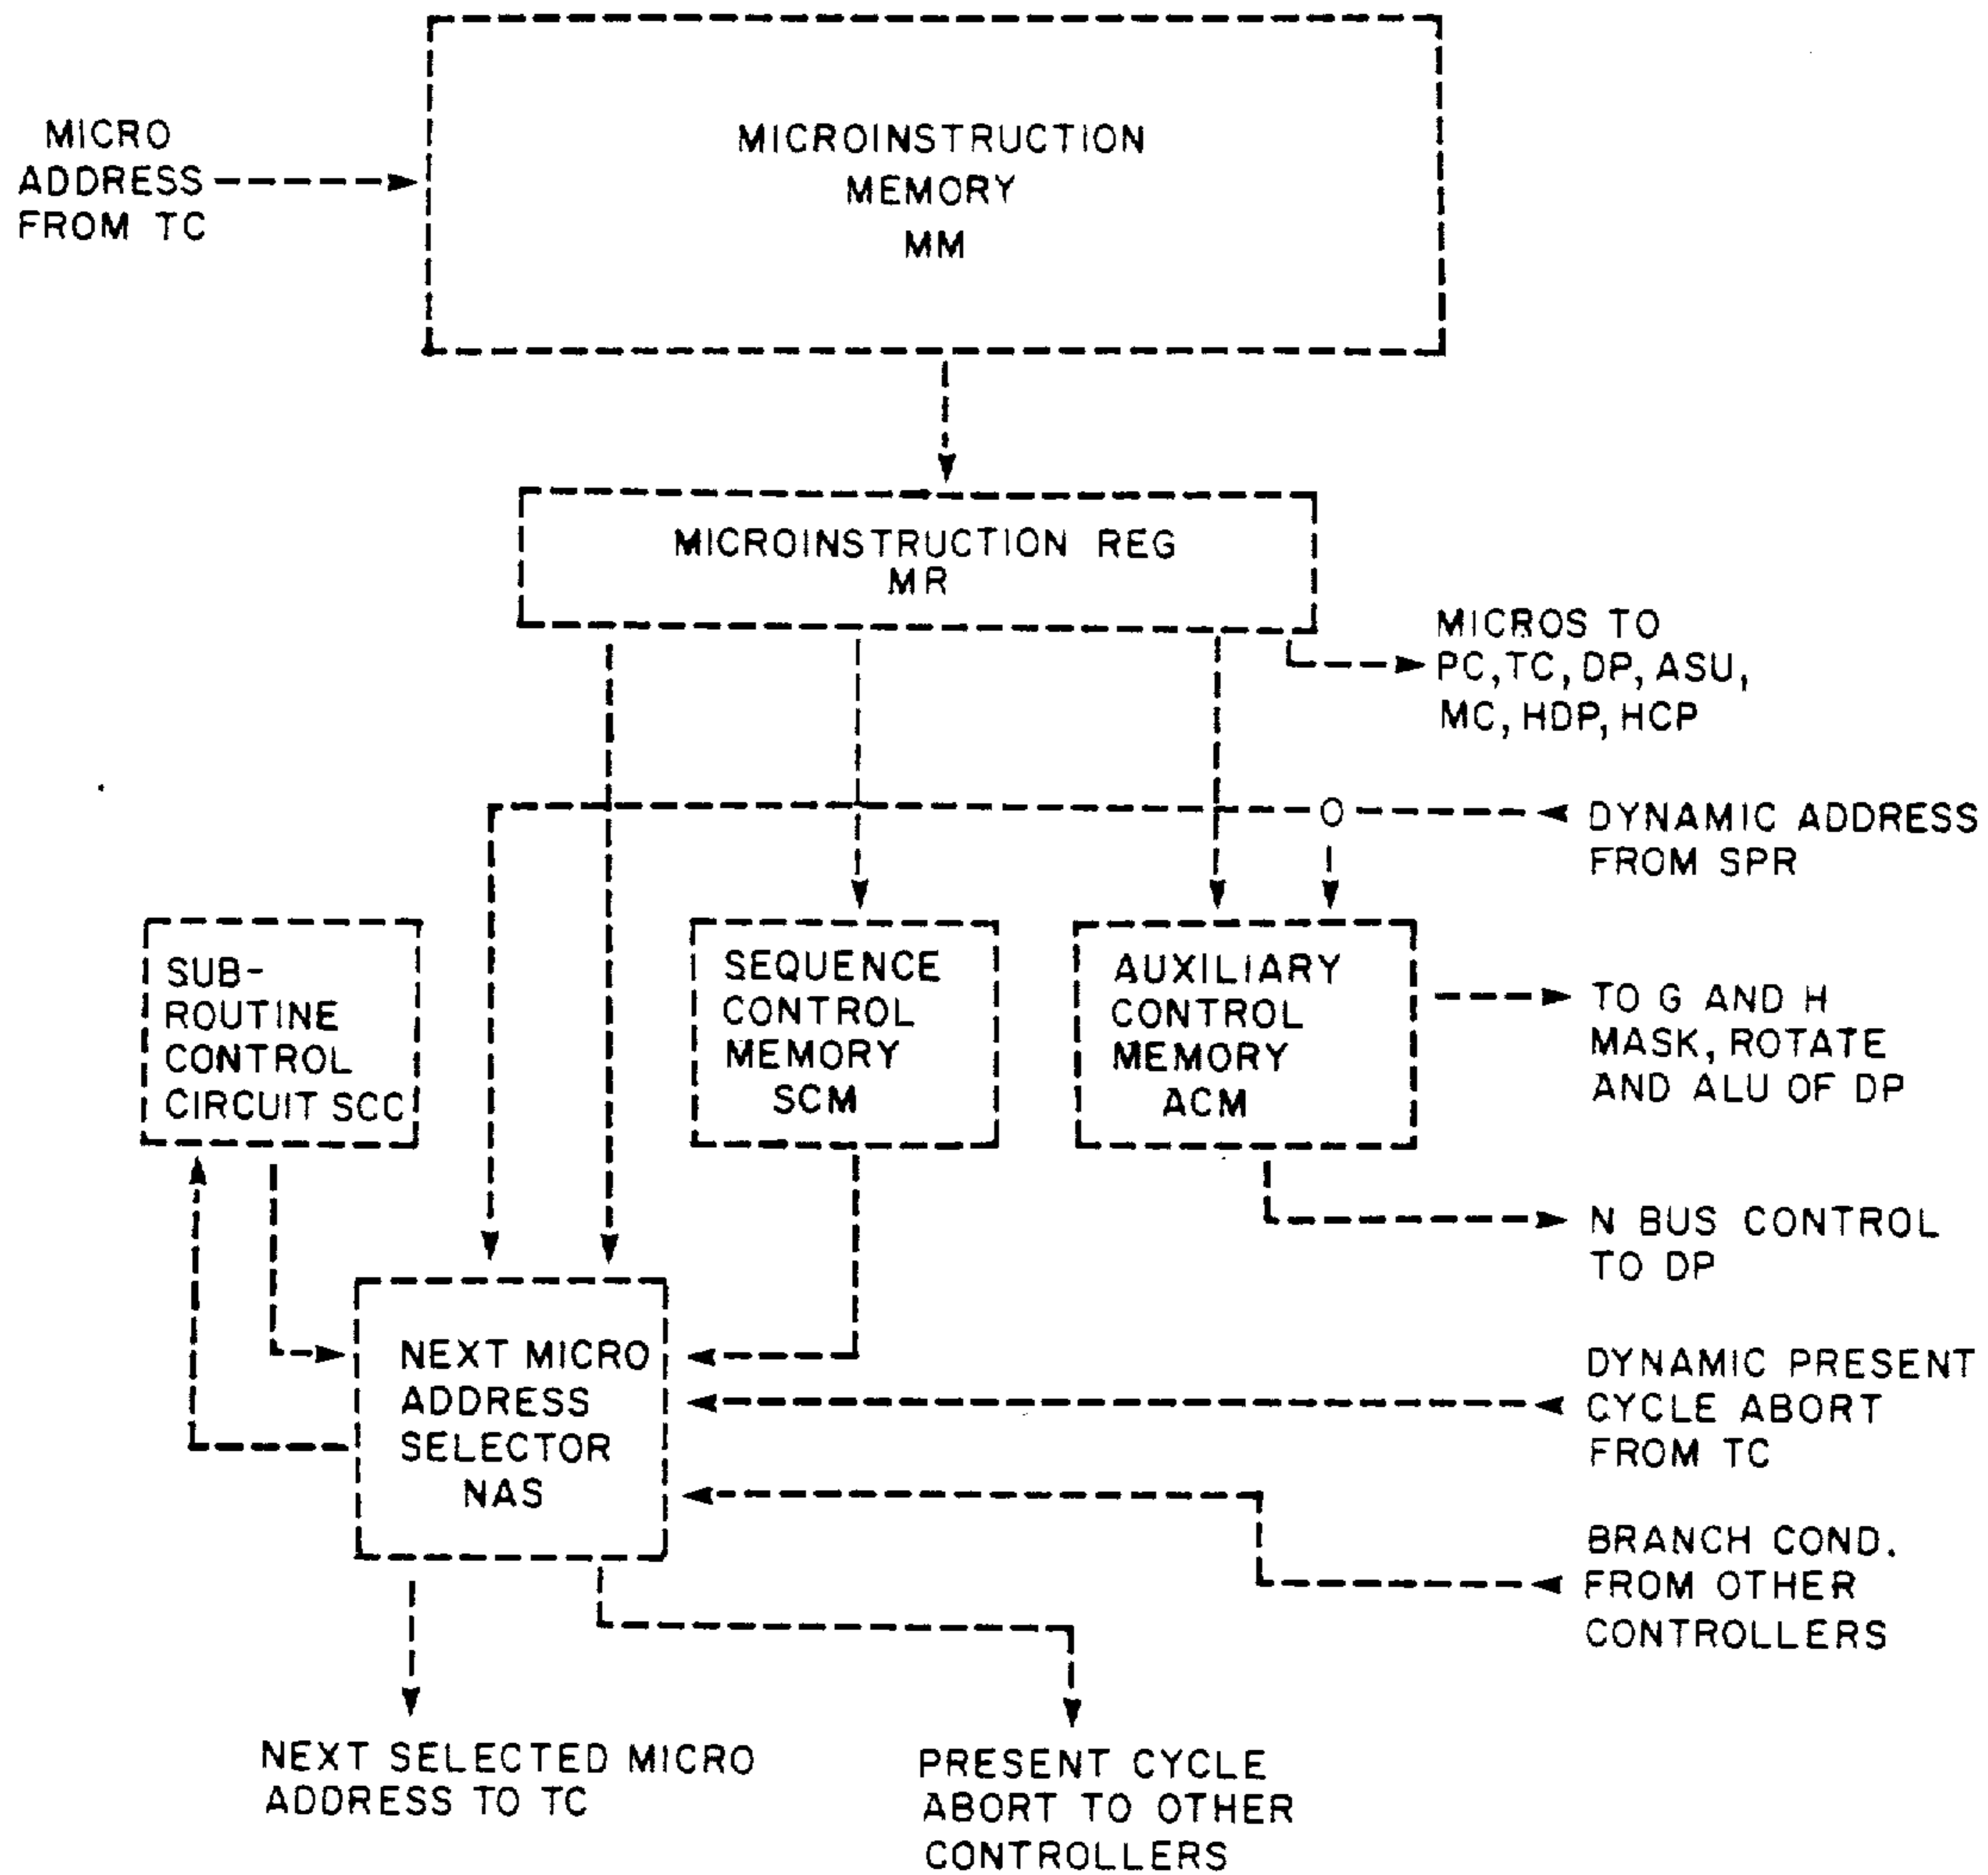 MICRO
ADDRESS
FROM TC
MICROINSTRUCTION
MEMORY
MM
MICROINSTRUCTION REG
MR
MICROS TO
PC, TC, DP, ASU,
MC, HDP, HCP
DYNAMIC ADDRESS
FROM SPR
SUB-
ROUTINE
CONTROL
CIRCUIT SCC
SEQUENCE
CONTROL
MEMORY
SCM
AUXILIARY
CONTROL
MEMORY
ACM
TO G AND H
MASK, ROTATE
AND ALU OF DP
N BUS CONTROL
TO DP
NEXT MICRO
ADDRESS
SELECTOR
NAS
DYNAMIC PRESENT
CYCLE ABORT
FROM TC
BRANCH COND.
FROM OTHER
CONTROLLERS
NEXT SELECTED MICRO
ADDRESS TO TC
PRESENT CYCLE
ABORT TO OTHER
CONTROLLERS